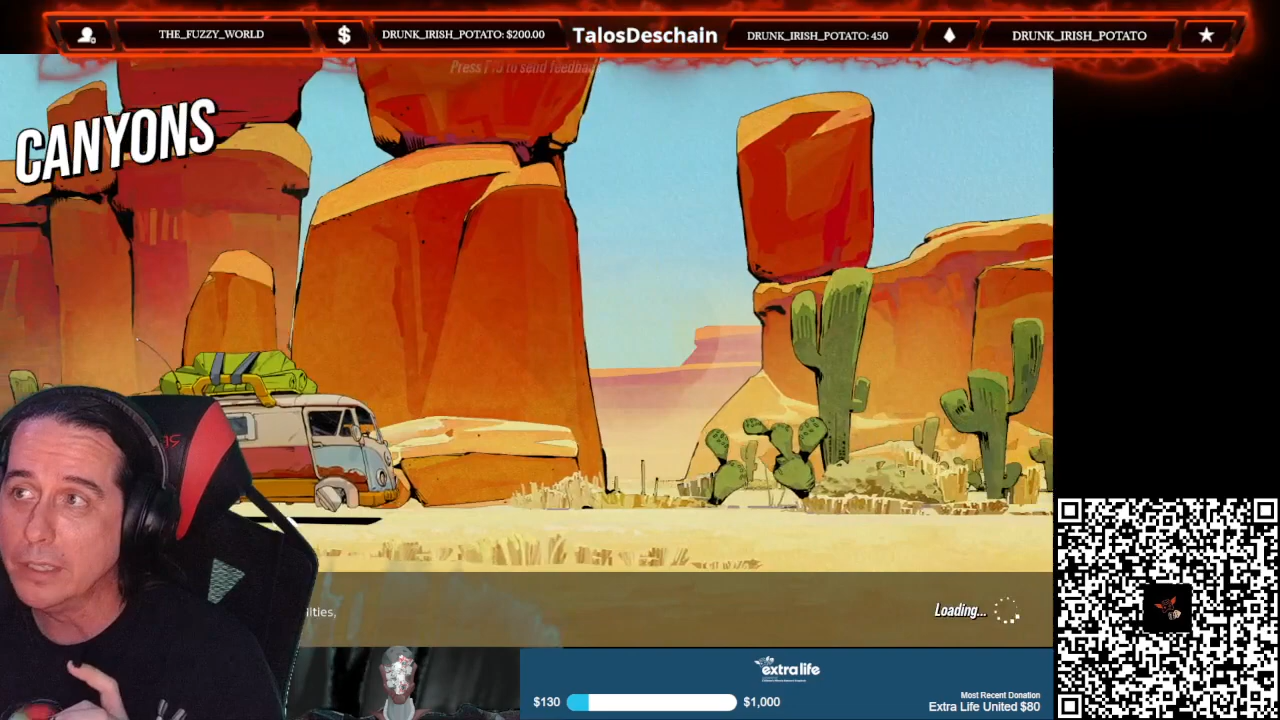 THE_FUZZY_WORLD
$
DRUNK_IRISH_POTATO: $200.00
TalosDeschain
DRUNK_IRISH_POTATO: 450
DRUNK_IRISH_POTATO
Press F10 to send feedback
CANYONS
ilties,
Loading...
extra life
$130
$1,000
Most Recent Donation
Extra Life United $80